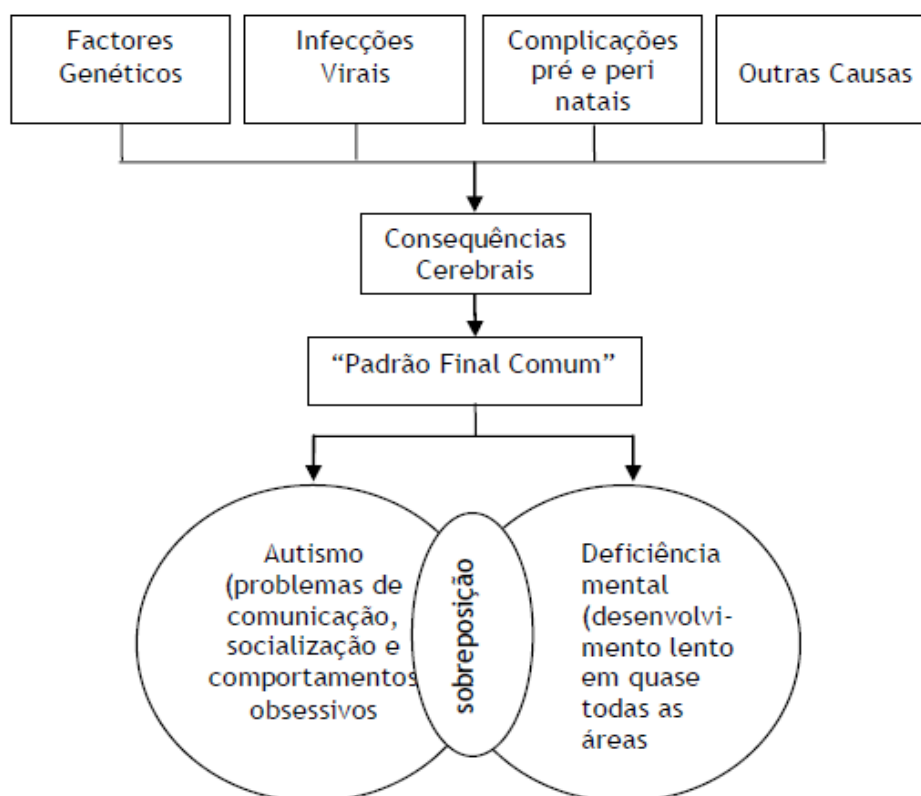 Factores
Genéticos
Infecções
Virais
Complicações
pré e peri
natais
Outras Causas
Consequências
Cerebrais
“Padrão Final Comum”
Autismo
(problemas de
comunicação,
socialização e
comportamentos
obsessivos
sobreposição
Deficiência
mental
(desenvolvi-
mento lento
em quase
todas as
áreas